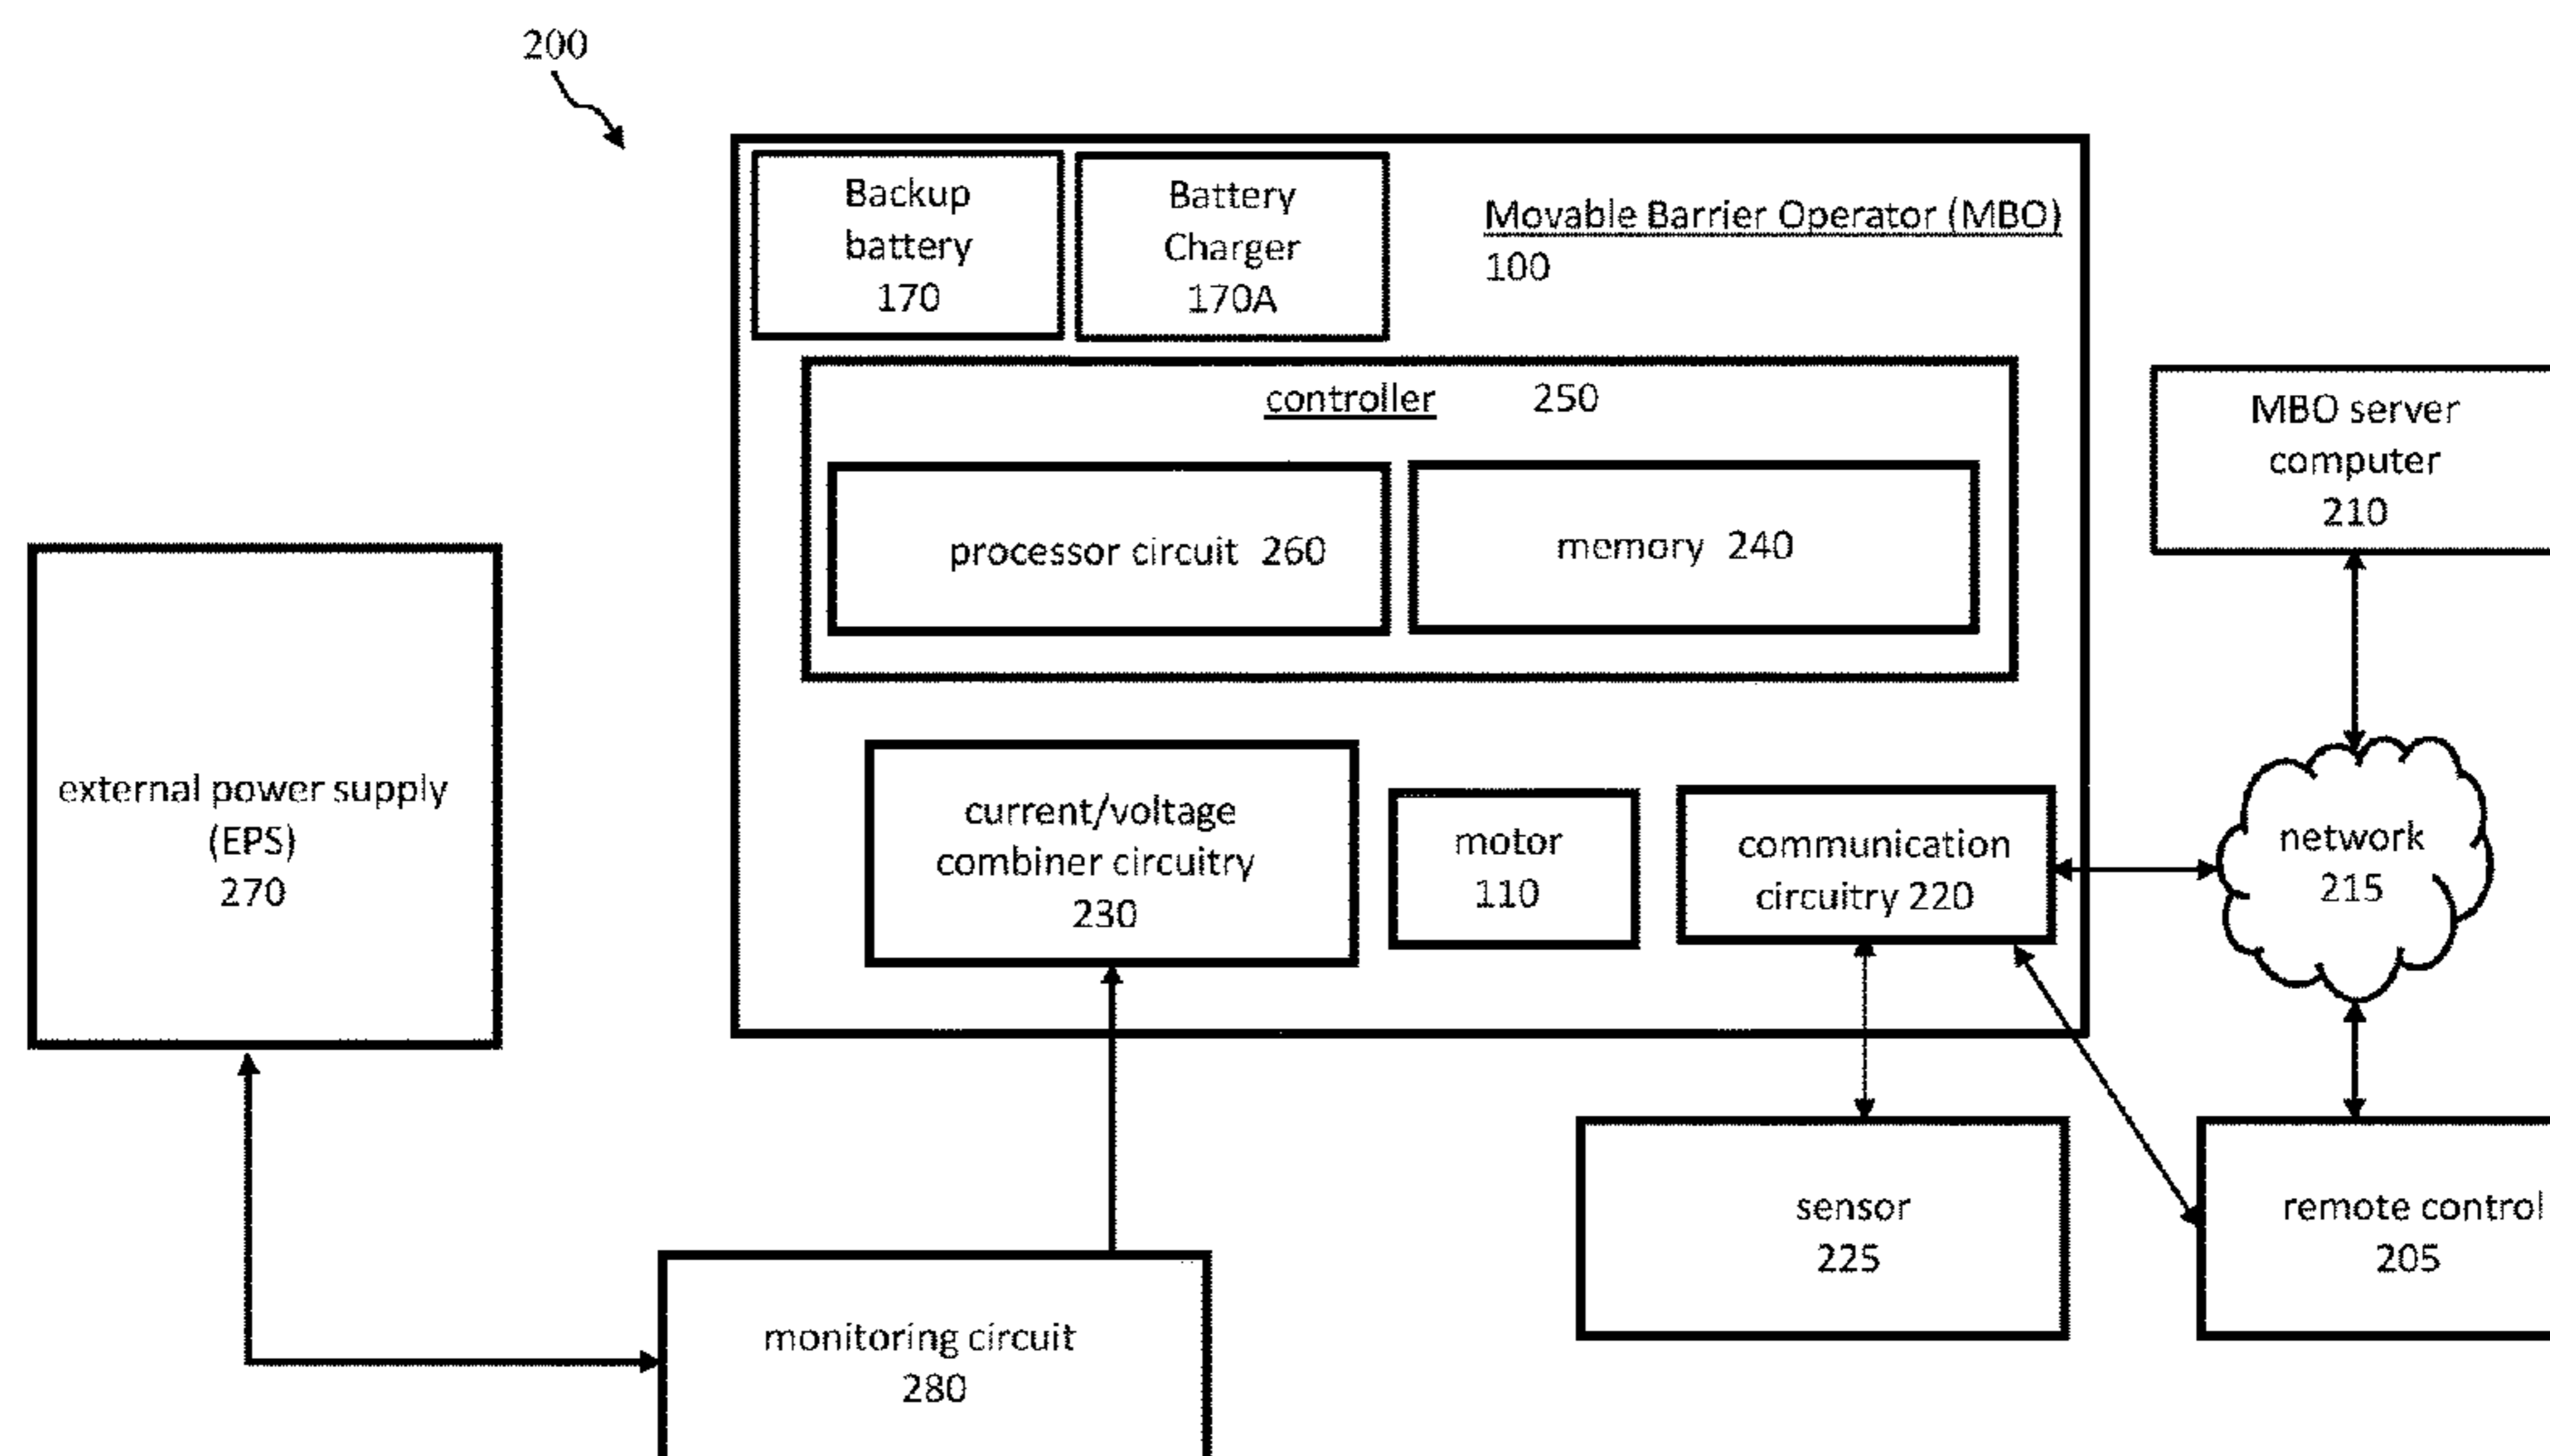 200
Backup
battery
170
Battery
Charger
170A
Movable Barrier Operator (MBO)
100
controller 250
processor circuit 260
memory 240
MBO server
computer
210
external power supply
(EPS)
270
current/voltage
combiner circuitry
230
motor
110
communication
circuitry 220
network
215
sensor
225
remote control
205
monitoring circuit
280